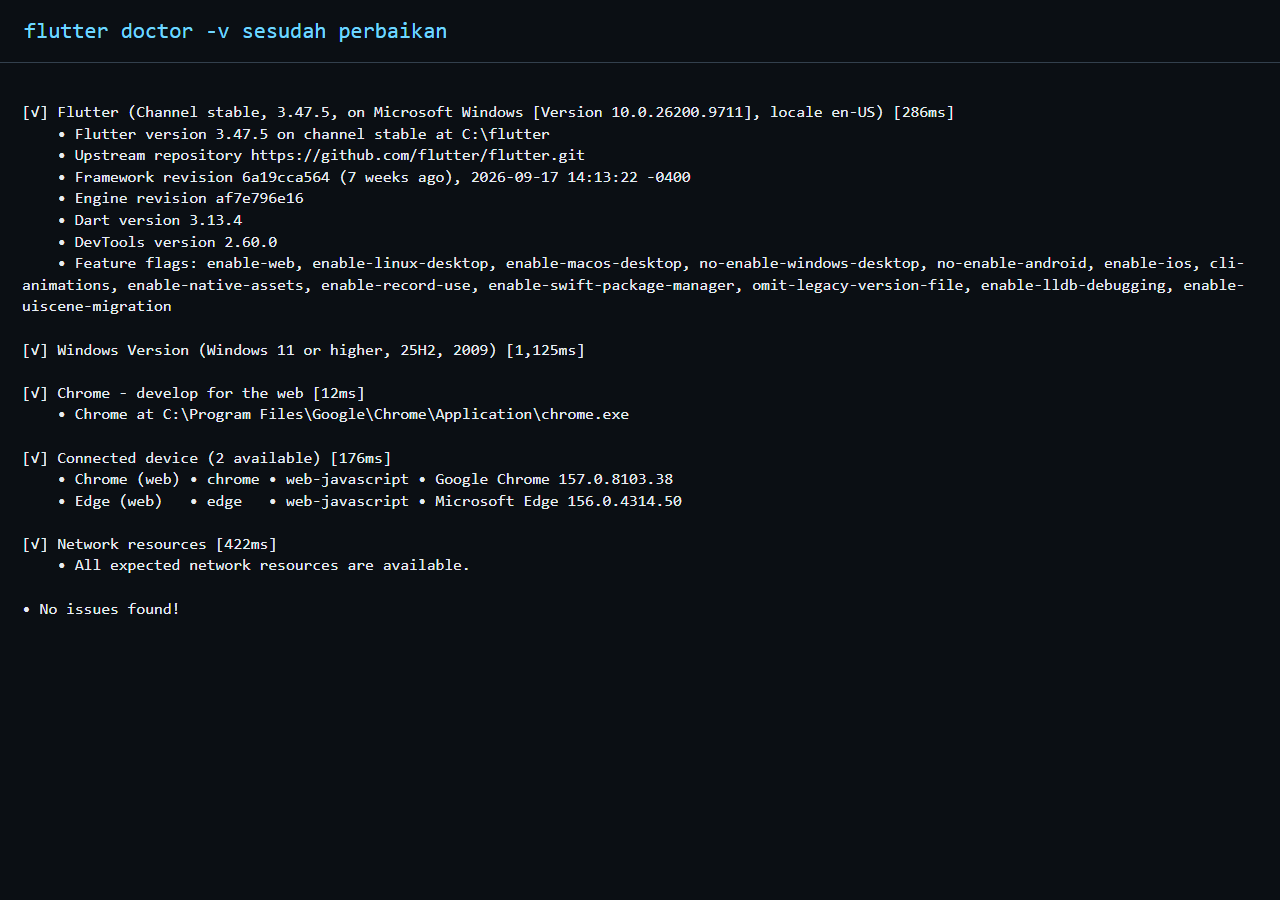 flutter doctor -v sesudah perbaikan
[√] Flutter (Channel stable, 3.47.5, on Microsoft Windows [Version 10.0.26200.9711], locale en-US) [286ms]
    • Flutter version 3.47.5 on channel stable at C:\flutter
    • Upstream repository https://github.com/flutter/flutter.git
    • Framework revision 6a19cca564 (7 weeks ago), 2026-09-17 14:13:22 -0400
    • Engine revision af7e796e16
    • Dart version 3.13.4
    • DevTools version 2.60.0
    • Feature flags: enable-web, enable-linux-desktop, enable-macos-desktop, no-enable-windows-desktop, no-enable-android, enable-ios, cli-
animations, enable-native-assets, enable-record-use, enable-swift-package-manager, omit-legacy-version-file, enable-lldb-debugging, enable-
uiscene-migration
[√] Windows Version (Windows 11 or higher, 25H2, 2009) [1,125ms]
[√] Chrome - develop for the web [12ms]
    • Chrome at C:\Program Files\Google\Chrome\Application\chrome.exe
[√] Connected device (2 available) [176ms]
    • Chrome (web) • chrome • web-javascript • Google Chrome 157.0.8103.38
    • Edge (web)   • edge   • web-javascript • Microsoft Edge 156.0.4314.50
[√] Network resources [422ms]
    • All expected network resources are available.
• No issues found!